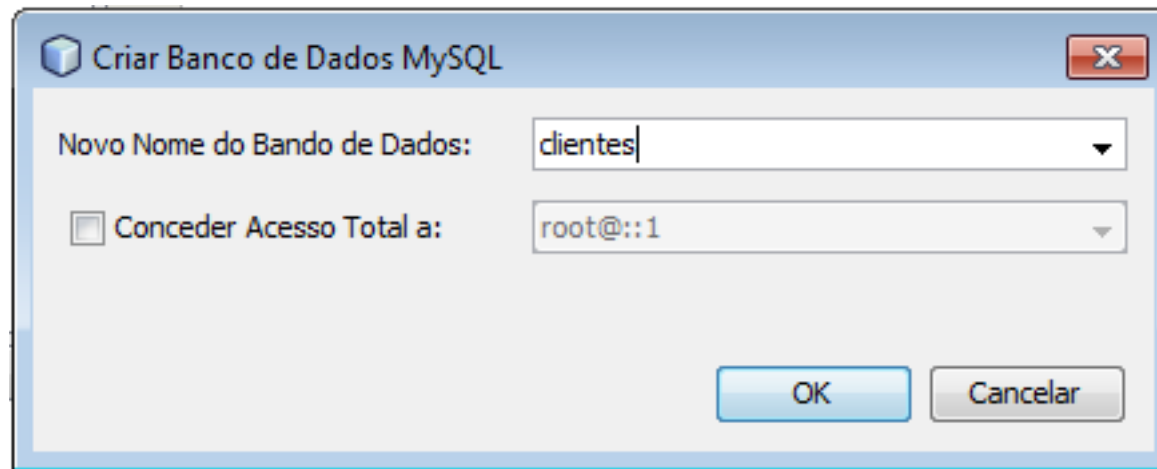 Criar Banco de Dados MySQL
Novo Nome do Bando de Dados: clientes
Conceder Acesso Total a: root@::1
OK Cancelar